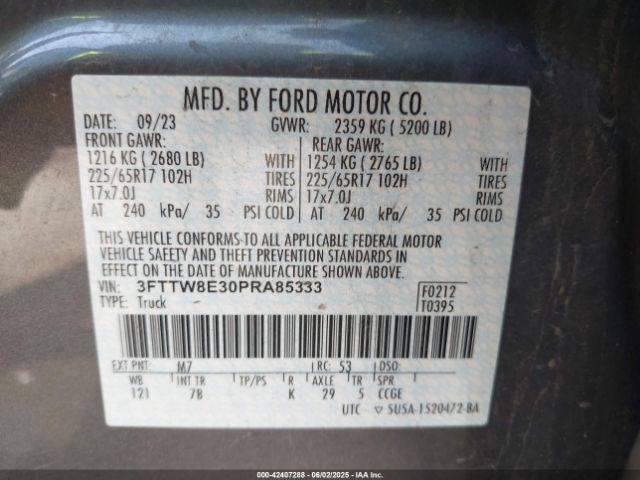 MFD. BY FORD MOTOR CO.
DATE: 09/23 GVWR: 2359 KG ( 5200 LB)
FRONT GAWR: REAR GAWR:
1216 KG ( 2680 LB) WITH 1254 KG ( 2765 LB) WITH
225/65R17 102H TIRES 225/65R17 102H TIRES
17x7.0J RIMS 17x7.0J RIMS
AT 240 kPa/ 35 PSI COLD AT 240 kPa/ 35 PSI COLD
THIS VEHICLE CONFORMS TO ALL APPLICABLE FEDERAL MOTOR
VEHICLE SAFETY AND THEFT PREVENTION STANDARDS IN
EFFECT ON THE DATE OF MANUFACTURE SHOWN ABOVE.
VIN: 3FTTW8E30PRA85333 F0212
TYPE: Truck T0395
EXT PNT: M7 RC: 53 DSO:
WB INT TR TP/PS R AXLE TR SPR
121 7B K 29 5 CCGE
UTC ▽ 5U5A-1520472-BA
000-42407288 | 06/02/2025 | IAA Inc.